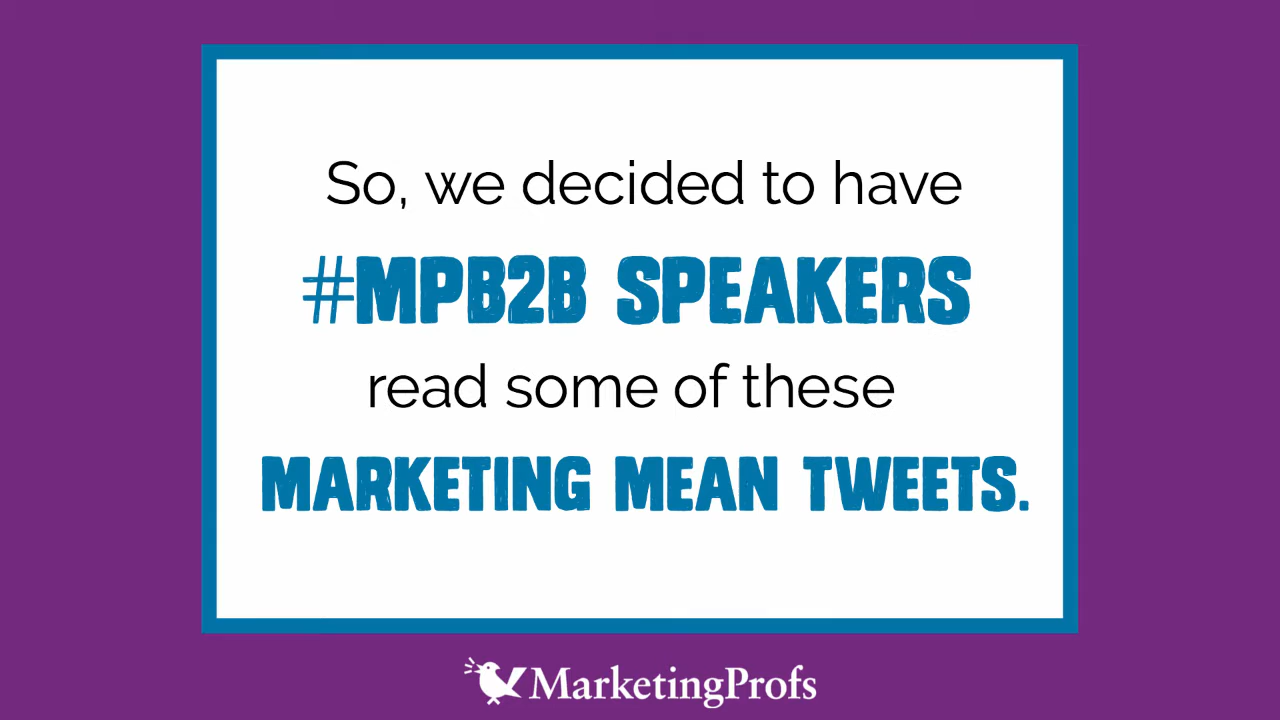 So, we decided to have
#MPB2B SPEAKERS
read some of these
MARKETING MEAN TWEETS.
MarketingProfs